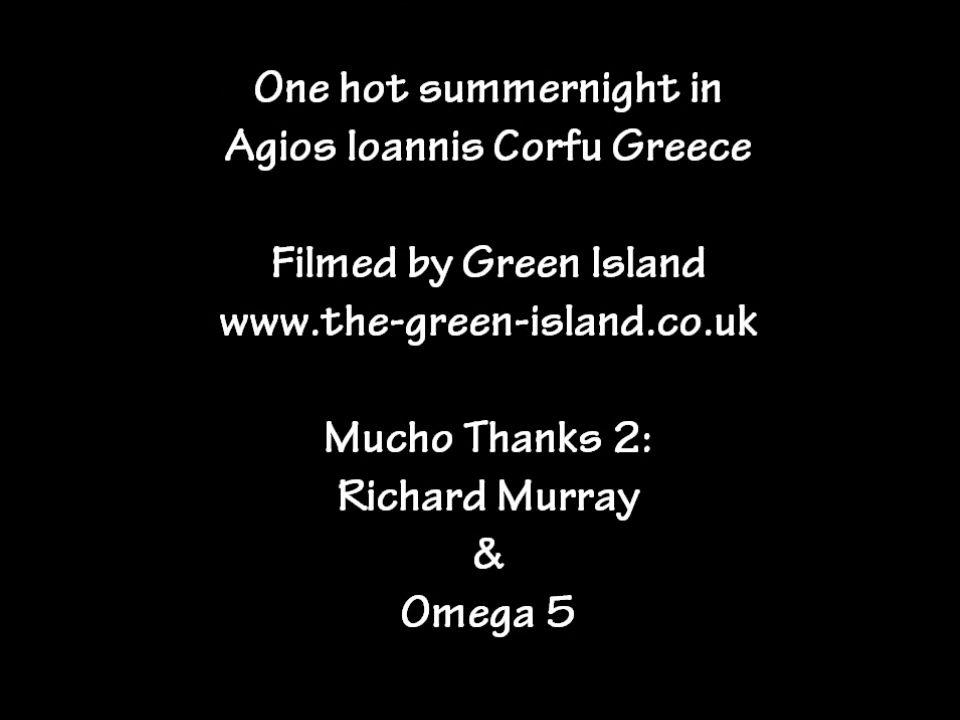 One hot summernight in
Agios Ioannis Corfu Greece
Filmed by Green Island
www.the-green-island.co.uk
Mucho Thanks 2:
Richard Murray
&
Omega 5